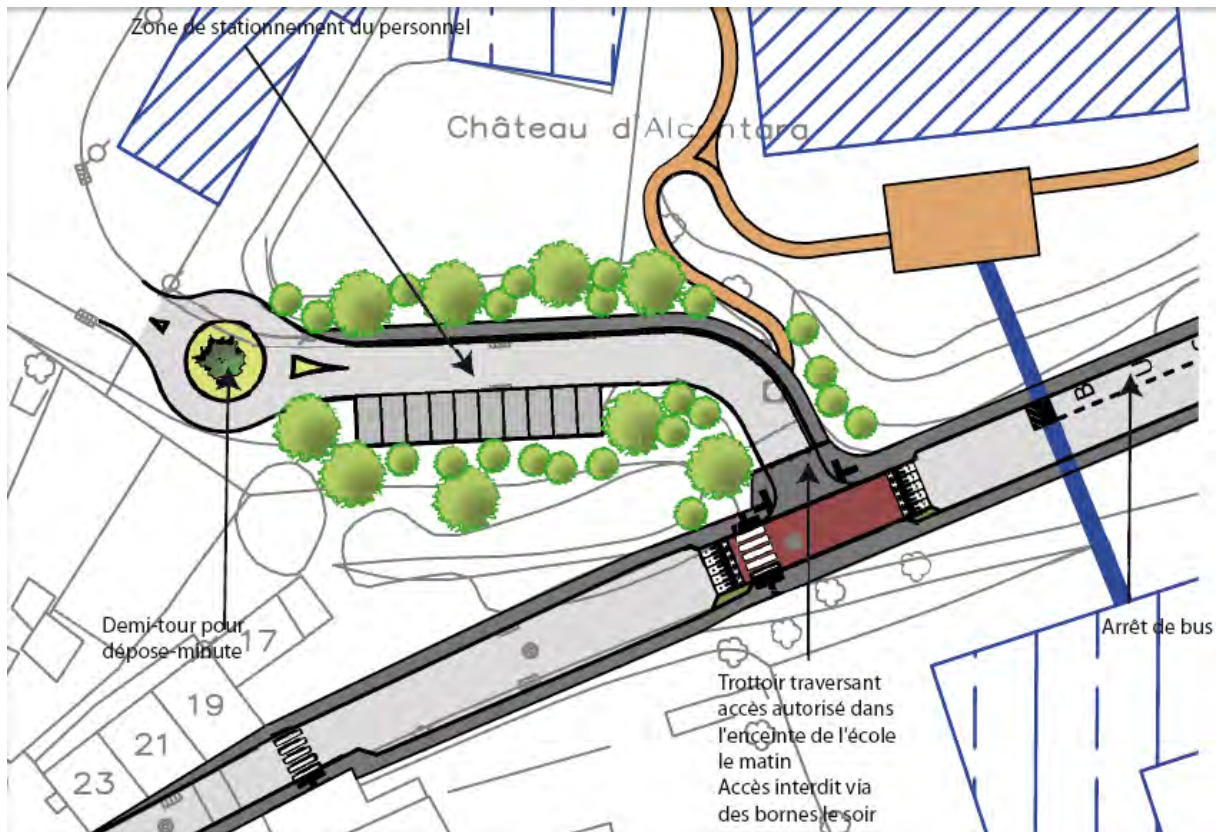 Zone de stationnement du personnel
Château d'Alcantara
B U
Demi-tour pour
dépose-minute
17
19
21
23
Trottoir traversant
accès autorisé dans
l'enceinte de l'école
le matin
Accès interdit via
des bornes le soir
Arrêt de bus